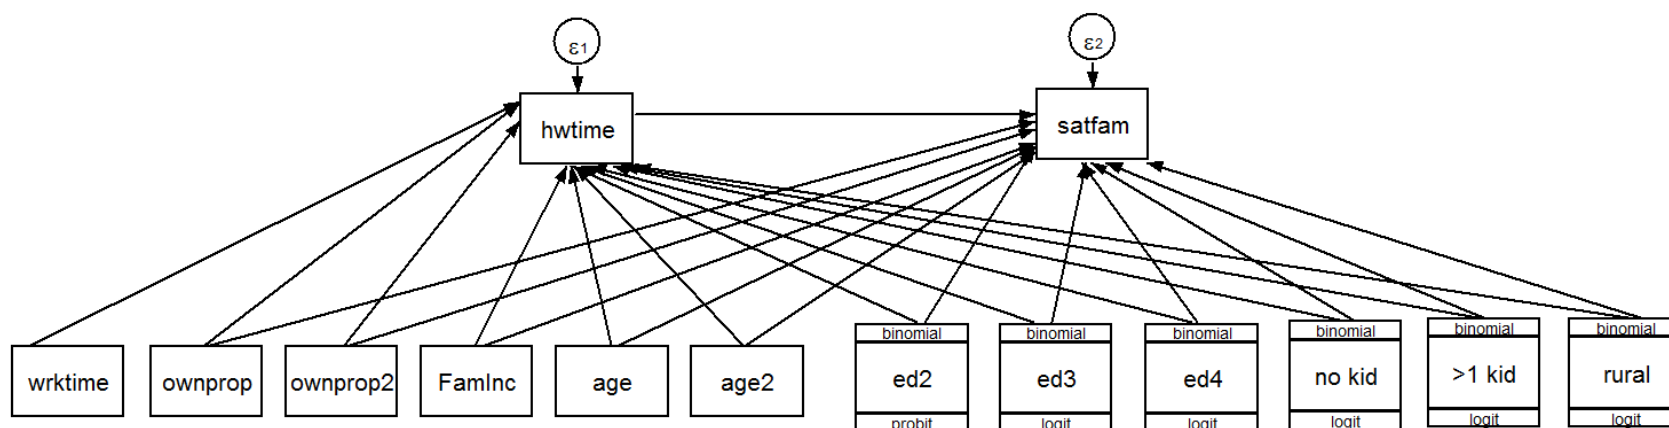 ε1
ε2
hwtime
satfam
wrktime
ownprop
ownprop2
FamInc
age
age2
binomial
ed2
probit
binomial
ed3
logit
binomial
ed4
logit
binomial
no kid
logit
binomial
>1 kid
logit
binomial
rural
logit